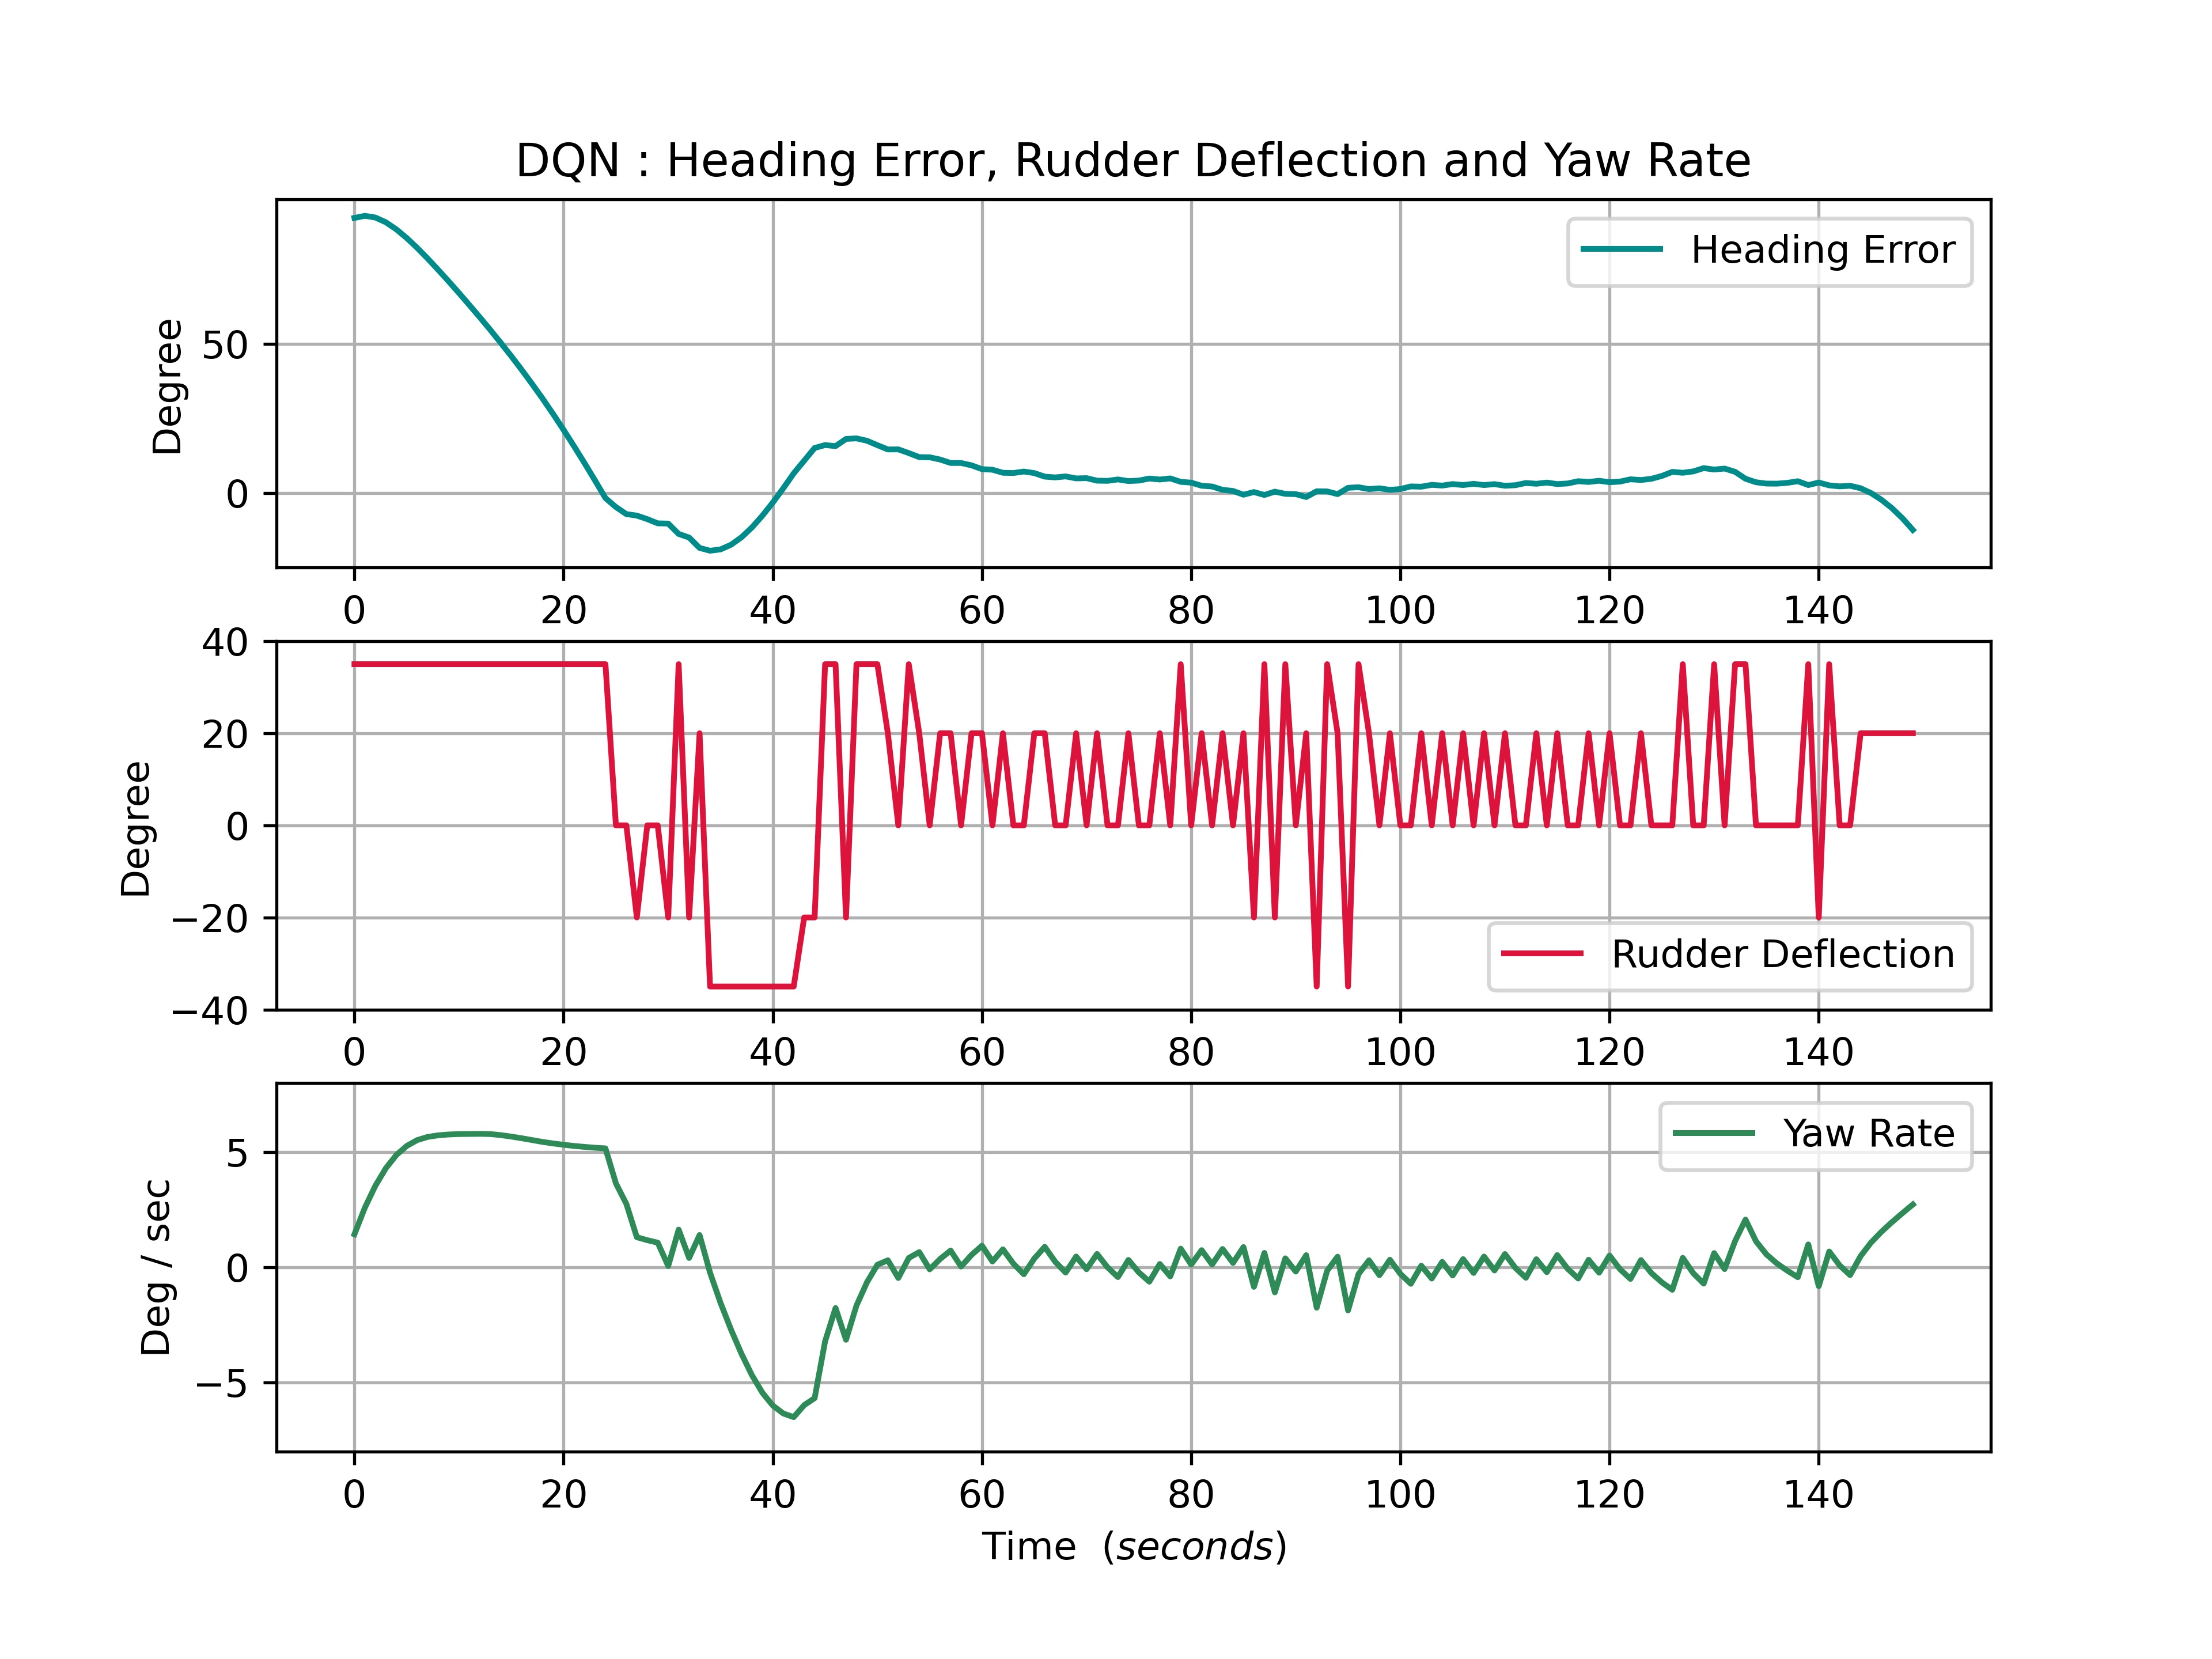 DQN : Heading Error, Rudder Deflection and Yaw Rate
Heading Error
Degree
50
0
0 20 40 60 80 100 120 140
40
20
0
−20
−40
Degree
Rudder Deflection
0 20 40 60 80 100 120 140
Yaw Rate
Deg / sec
5
0
−5
0 20 40 60 80 100 120 140
Time (seconds)